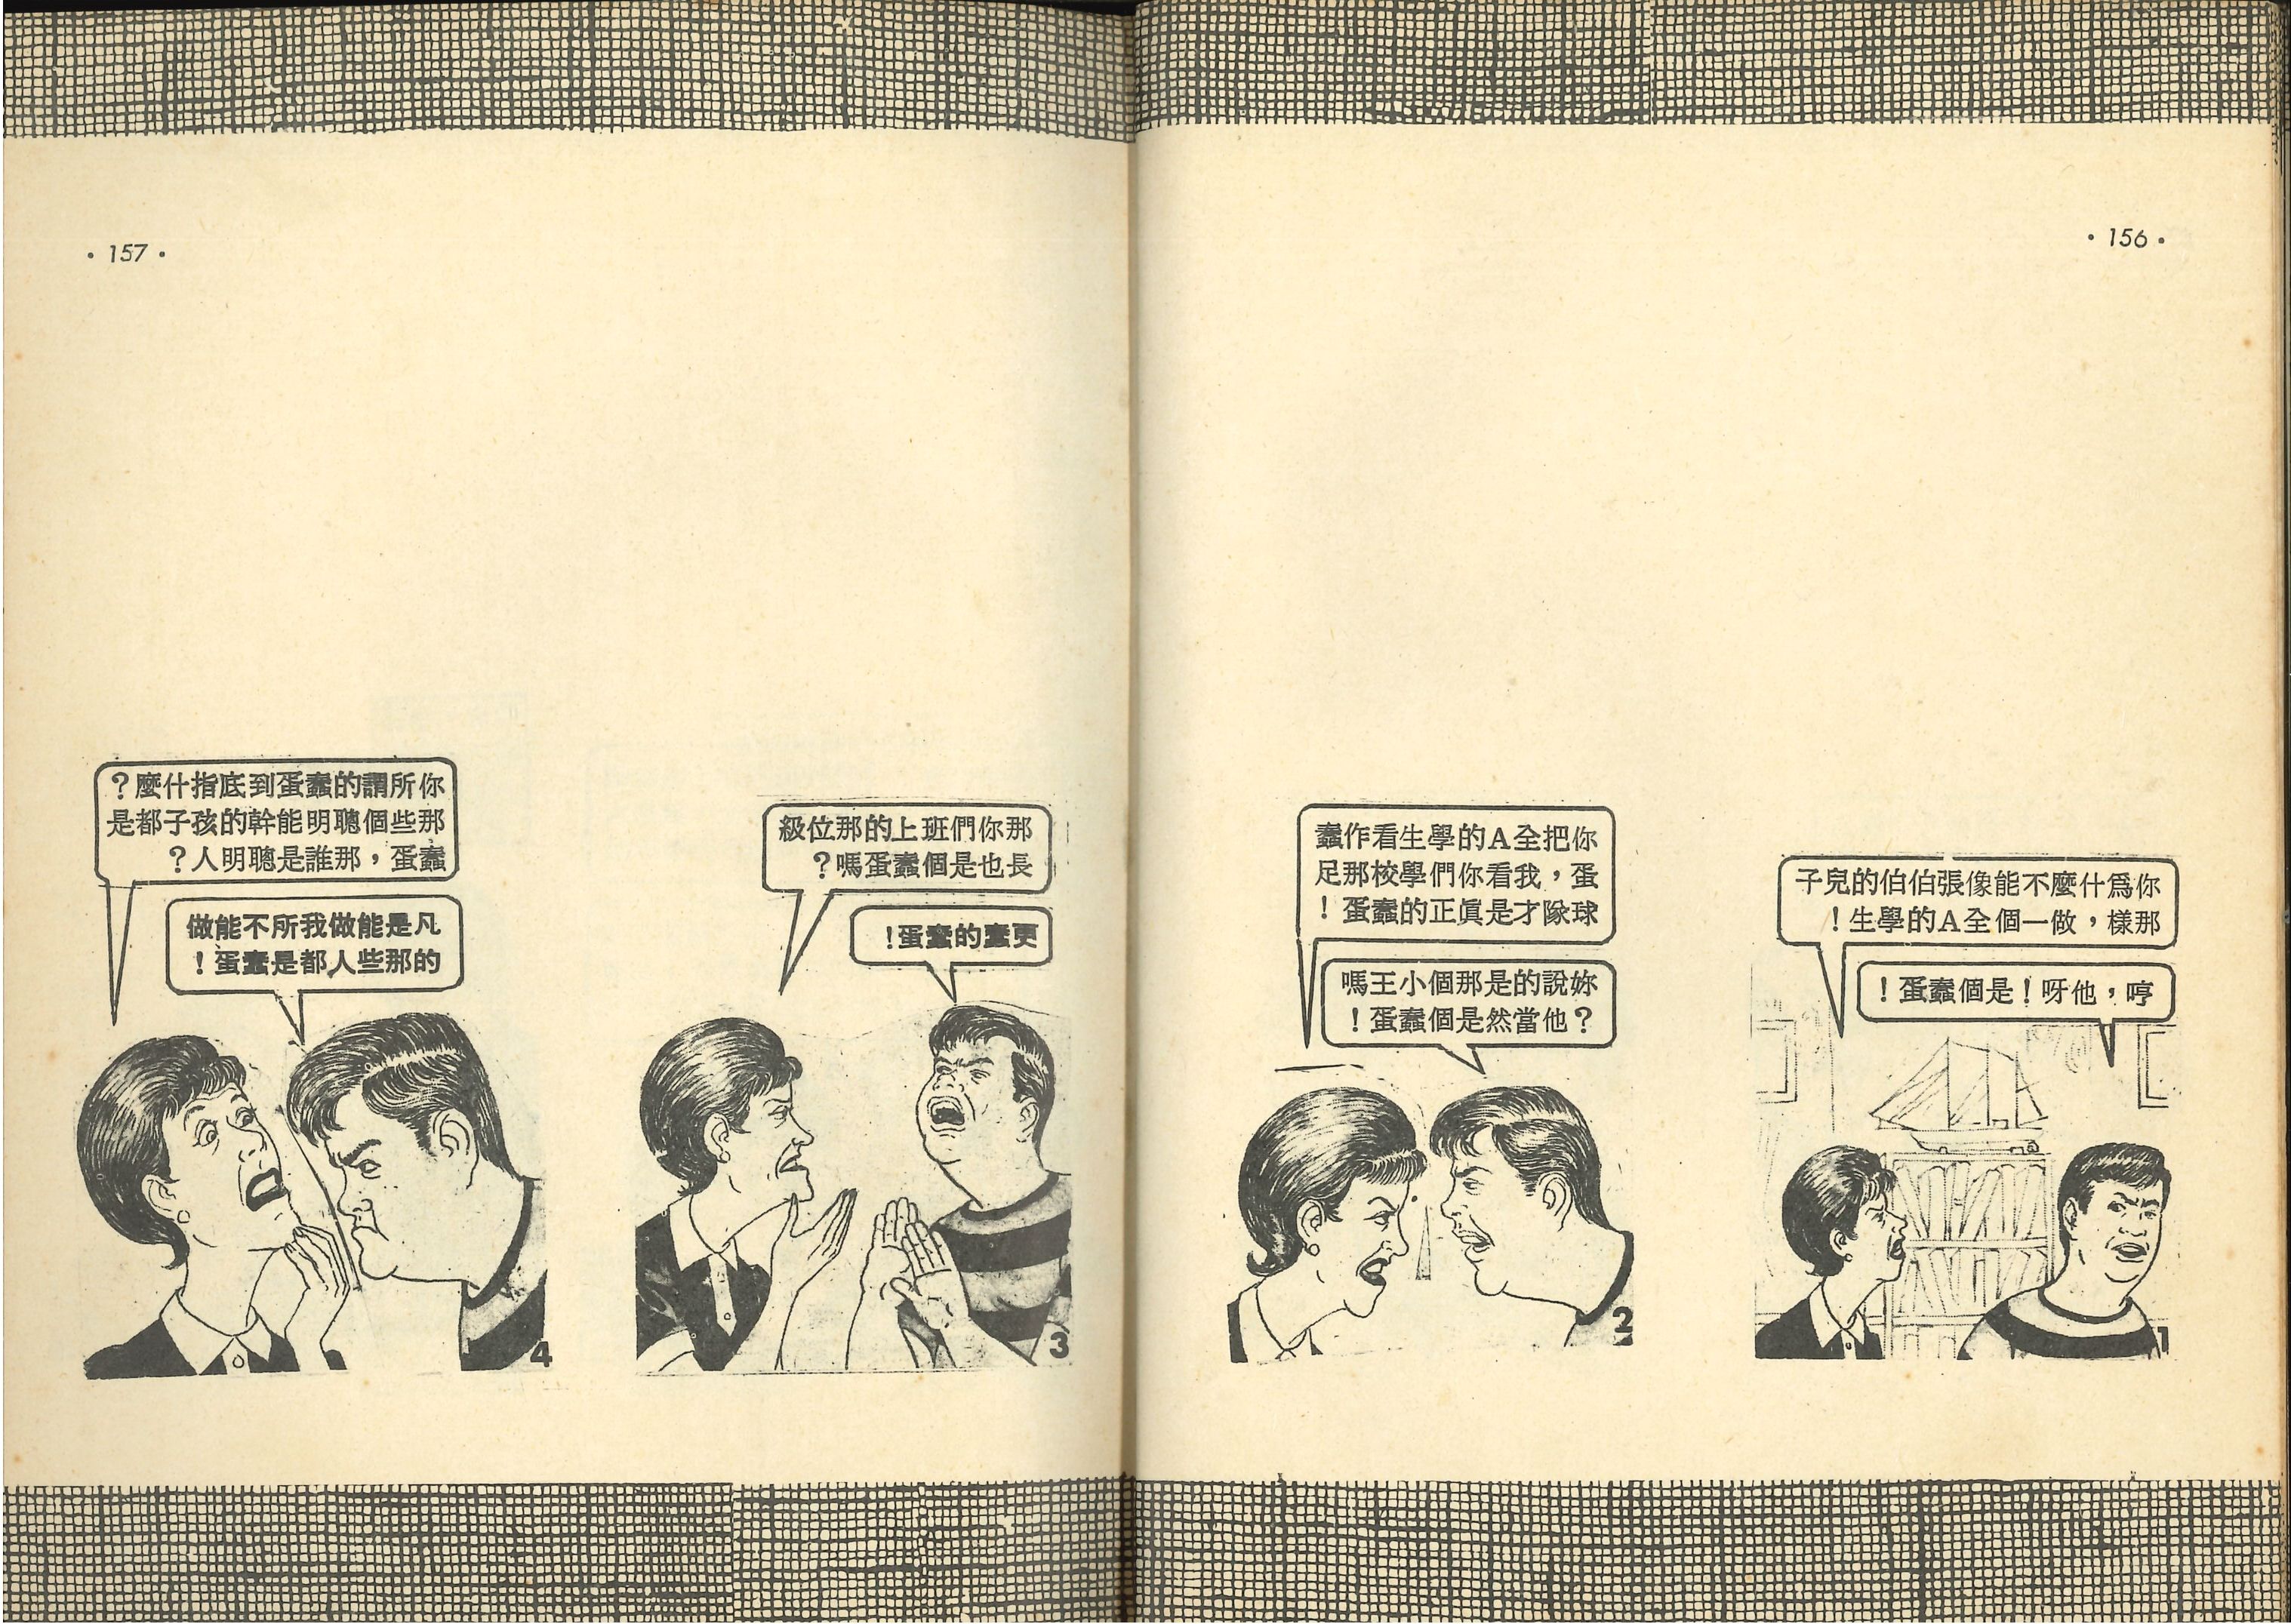 ·156·
你爲什麼不能像張伯伯的兒子
那樣，做一個全A的學生！
哼，他呀！是個蠢蛋！
你把全A的學生看作蠢
蛋，我看你們學校那足
球隊才是眞正的蠢蛋！
妳說的是那個小王嗎
？他當然是個蠢蛋！
·157·
那你們班上的那位級
長也是個蠢蛋嗎？
更蠢的蠢蛋！
你所謂的蠢蛋到底指什麼？
那些個聰明能幹的孩子都是
蠢蛋，那誰是聰明人？
凡是能做我所不能做
的那些人都是蠢蛋！
1
2
3
4